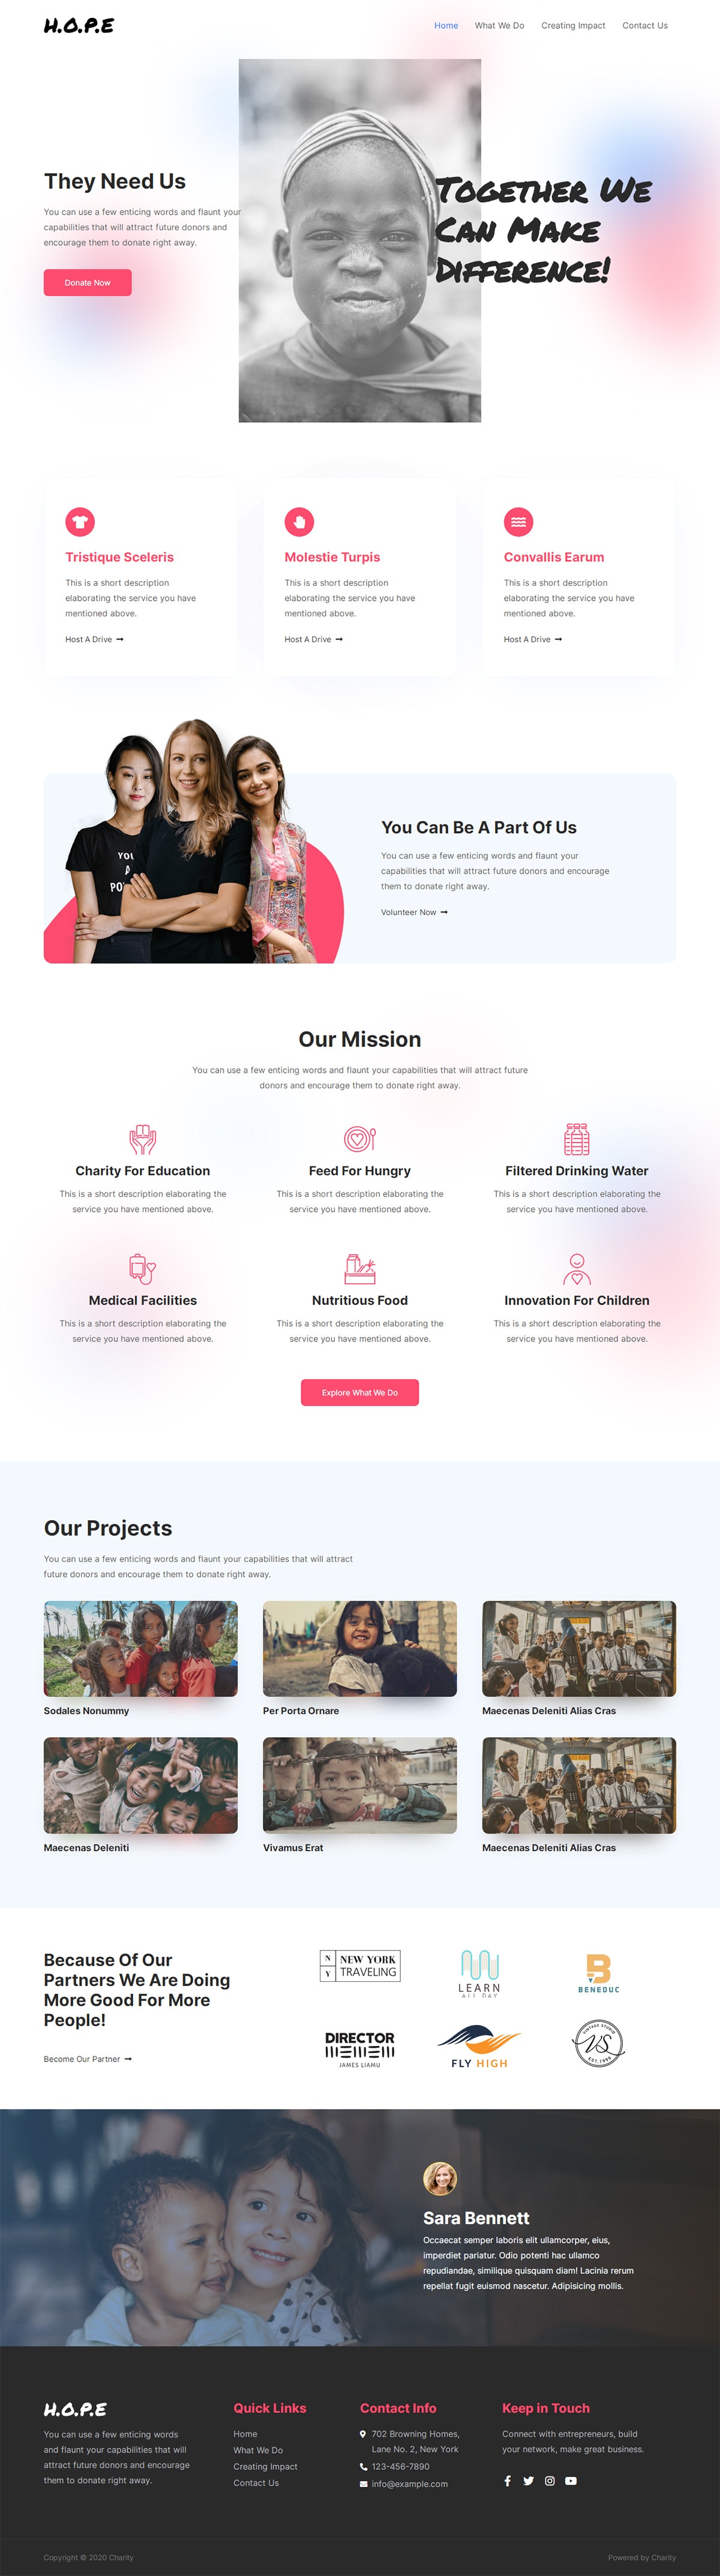 H.O.P.E
Home What We Do Creating Impact Contact Us
They Need Us
You can use a few enticing words and flaunt your
capabilities that will attract future donors and
encourage them to donate right away.
Donate Now
Together We
Can Make
Difference!
Tristique Sceleris
This is a short description
elaborating the service you have
mentioned above.
Host A Drive
Molestie Turpis
This is a short description
elaborating the service you have
mentioned above.
Host A Drive
Convallis Earum
This is a short description
elaborating the service you have
mentioned above.
Host A Drive
You Can Be A Part Of Us
You can use a few enticing words and flaunt your
capabilities that will attract future donors and encourage
them to donate right away.
Volunteer Now
Our Mission
You can use a few enticing words and flaunt your capabilities that will attract future
donors and encourage them to donate right away.
Charity For Education
This is a short description elaborating the
service you have mentioned above.
Feed For Hungry
This is a short description elaborating the
service you have mentioned above.
Filtered Drinking Water
This is a short description elaborating the
service you have mentioned above.
Medical Facilities
This is a short description elaborating the
service you have mentioned above.
Nutritious Food
This is a short description elaborating the
service you have mentioned above.
Innovation For Children
This is a short description elaborating the
service you have mentioned above.
Explore What We Do
Our Projects
You can use a few enticing words and flaunt your capabilities that will attract
future donors and encourage them to donate right away.
Sodales Nonummy
Per Porta Ornare
Maecenas Deleniti Alias Cras
Maecenas Deleniti
Vivamus Erat
Maecenas Deleniti Alias Cras
Because Of Our
Partners We Are Doing
More Good For More
People!
Become Our Partner
N Y
NEW YORK
TRAVELING
LEARN
ALL DAY
B
BENEDUC
DIRECTOR
JAMES LIAMU
FLY HIGH
VINTAGE STUDIO
VS
EST. 1995
Sara Bennett
Occaecat semper laboris elit ullamcorper, eius,
imperdiet pariatur. Odio potenti hac ullamco
repudiandae, similique quisquam diam! Lacinia rerum
repellat fugit euismod nascetur. Adipisicing mollis.
H.O.P.E
You can use a few enticing words
and flaunt your capabilities that will
attract future donors and encourage
them to donate right away.
Quick Links
Home
What We Do
Creating Impact
Contact Us
Contact Info
702 Browning Homes,
Lane No. 2, New York
123-456-7890
info@example.com
Keep in Touch
Connect with entrepreneurs, build
your network, make great business.
Copyright © 2020 Charity
Powered by Charity